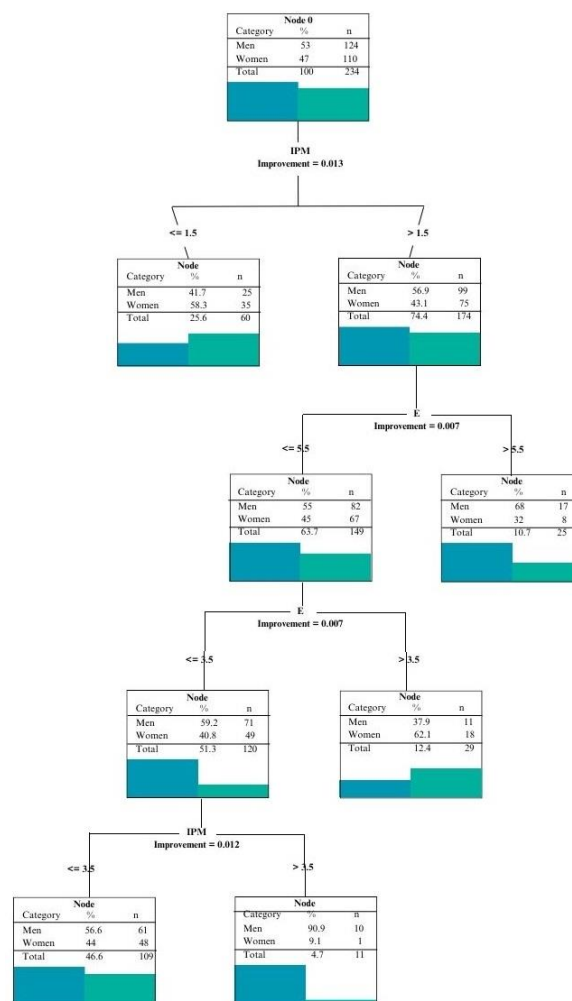 Node 0
Category % n
Men 53 124
Women 47 110
Total 100 234
IPM
Improvement = 0.013
<= 1.5
> 1.5
Node
Category % n
Men 41.7 25
Women 58.3 35
Total 25.6 60
Node
Category % n
Men 56.9 99
Women 43.1 75
Total 74.4 174
E
Improvement = 0.007
<= 5.5
> 5.5
Node
Category % n
Men 55 82
Women 45 67
Total 63.7 149
Node
Category % n
Men 68 17
Women 32 8
Total 10.7 25
E
Improvement = 0.007
<= 3.5
> 3.5
Node
Category % n
Men 59.2 71
Women 40.8 49
Total 51.3 120
Node
Category % n
Men 37.9 11
Women 62.1 18
Total 12.4 29
IPM
Improvement = 0.012
<= 3.5
> 3.5
Node
Category % n
Men 56.6 61
Women 44 48
Total 46.6 109
Node
Category % n
Men 90.9 10
Women 9.1 1
Total 4.7 11